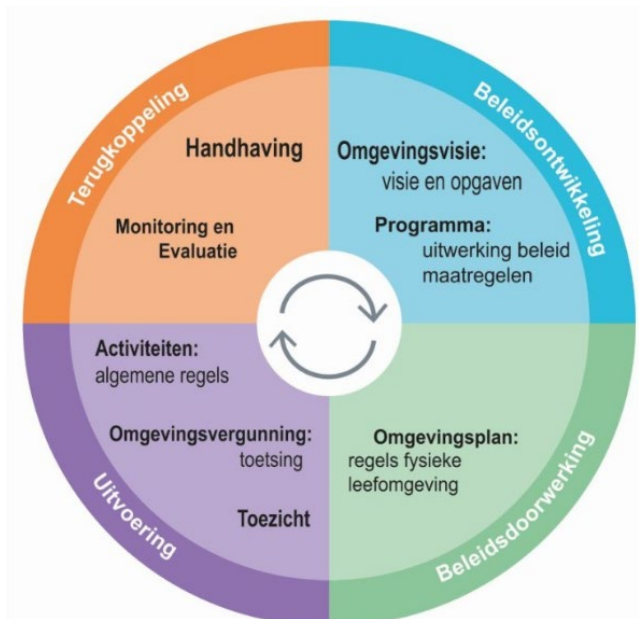 Terugkoppeling
Handhaving
Monitoring en
Evaluatie
Beleidsontwikkeling
Omgevingsvisie:
visie en opgaven
Programma:
uitwerking beleid
maatregelen
Beleidsdoorwerking
Omgevingsplan:
regels fysieke
leefomgeving
Uitvoering
Activiteiten:
algemene regels
Omgevingsvergunning:
toetsing
Toezicht